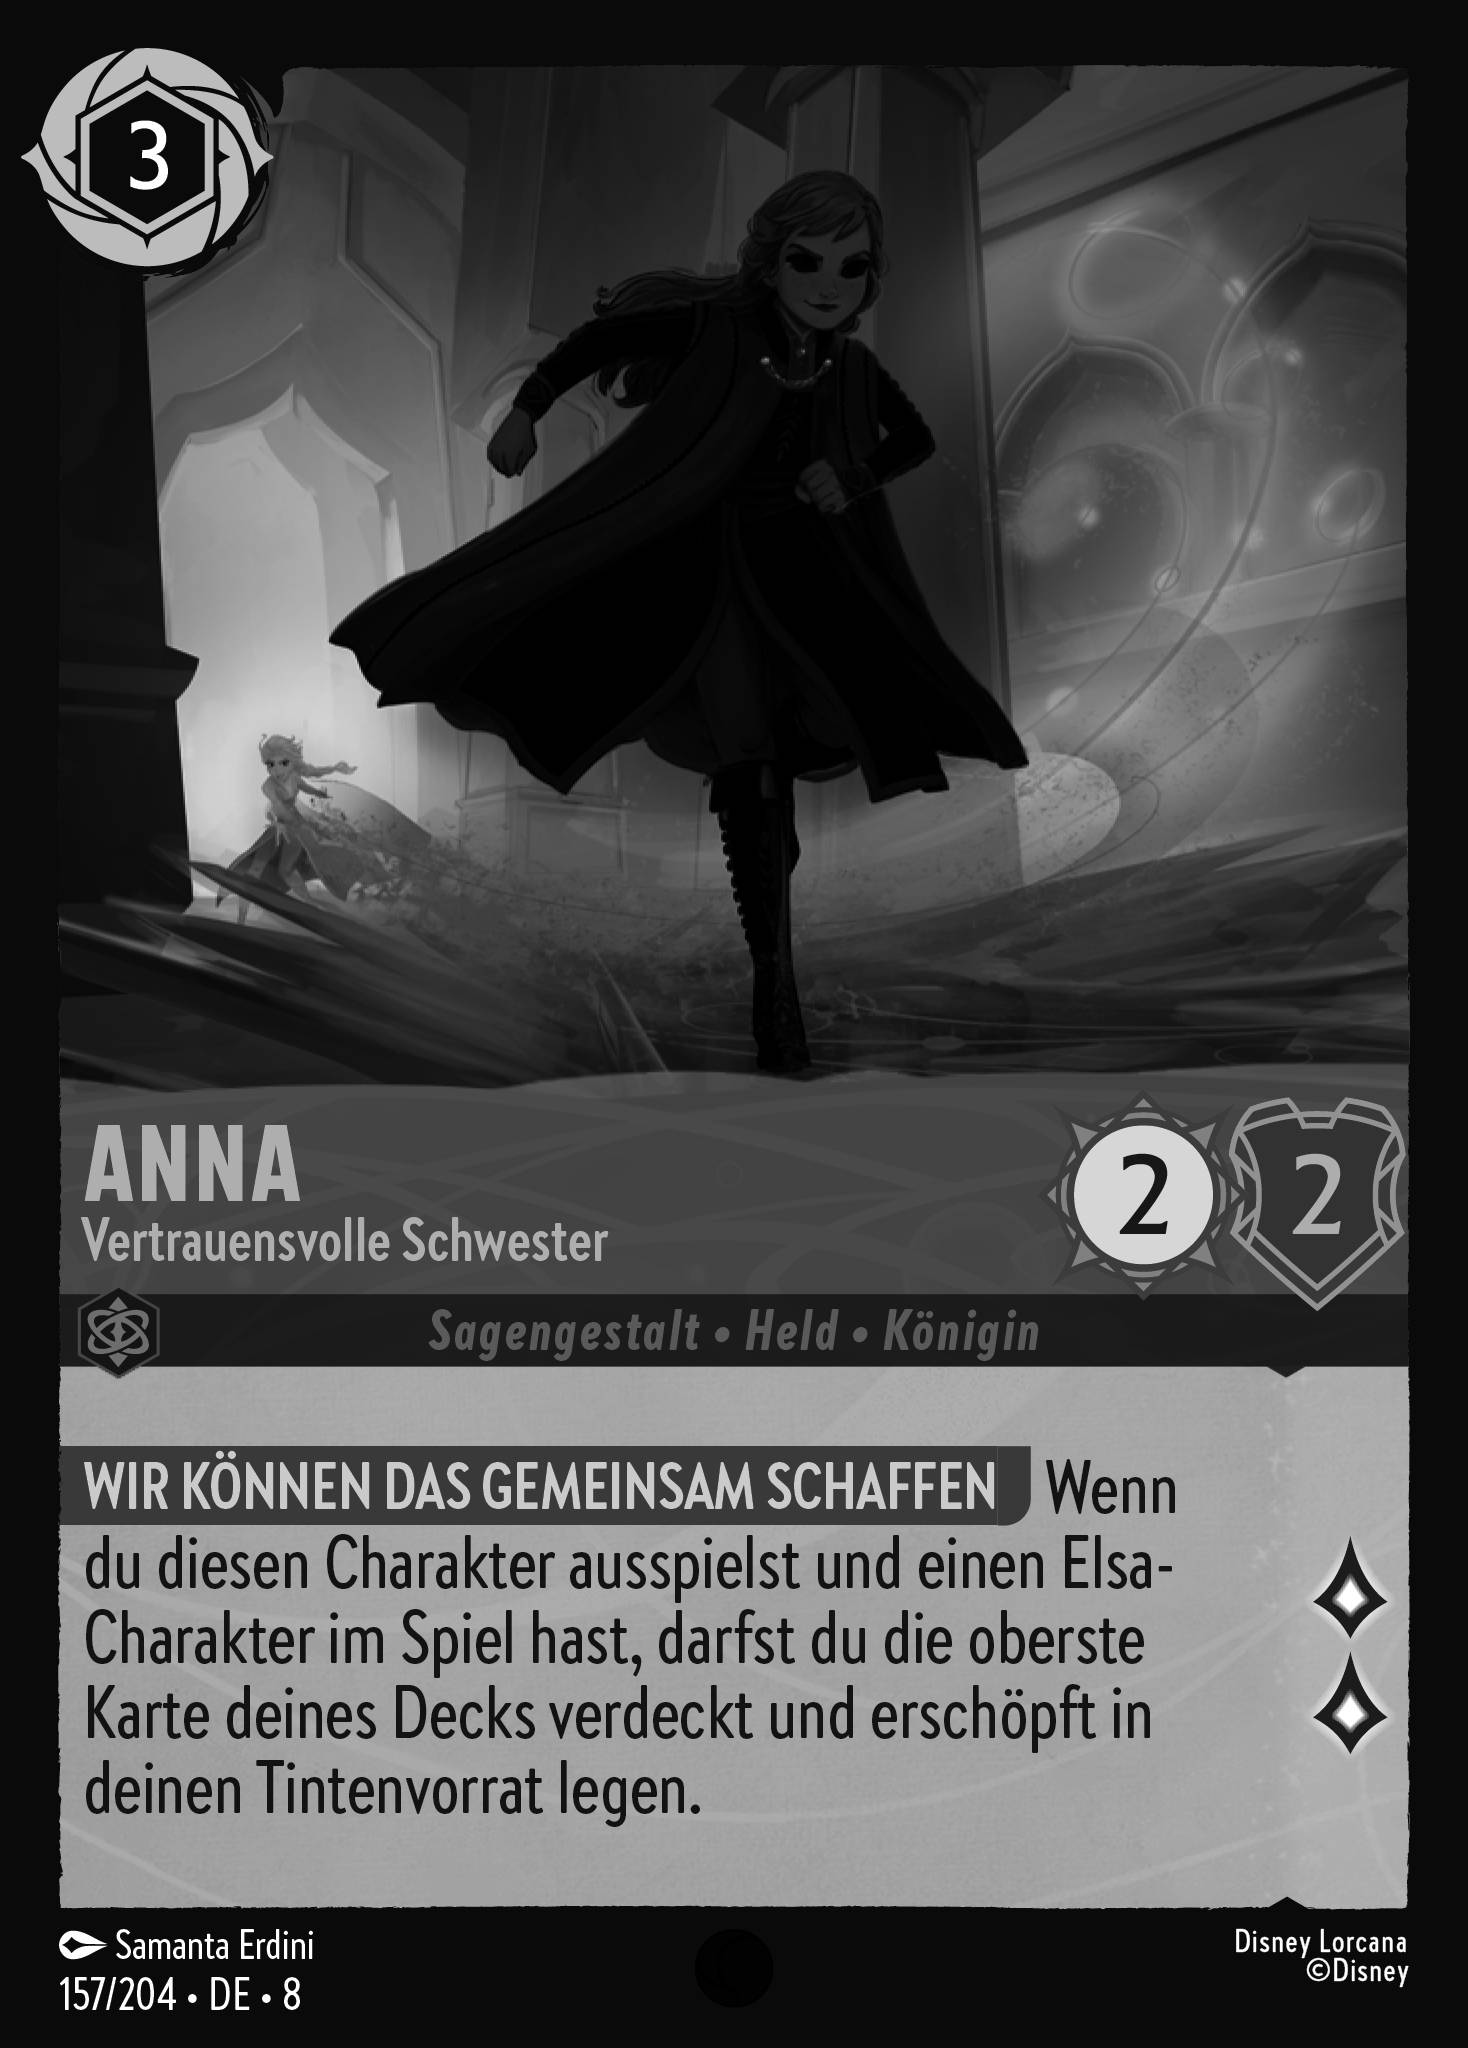 3
ANNA
Vertrauensvolle Schwester
2
2
Sagengestalt • Held • Königin
WIR KÖNNEN DAS GEMEINSAM SCHAFFEN Wenn
du diesen Charakter ausspielst und einen Elsa-
Charakter im Spiel hast, darfst du die oberste
Karte deines Decks verdeckt und erschöpft in
deinen Tintenvorrat legen.
Samanta Erdini
157/204 • DE • 8
Disney Lorcana
©Disney